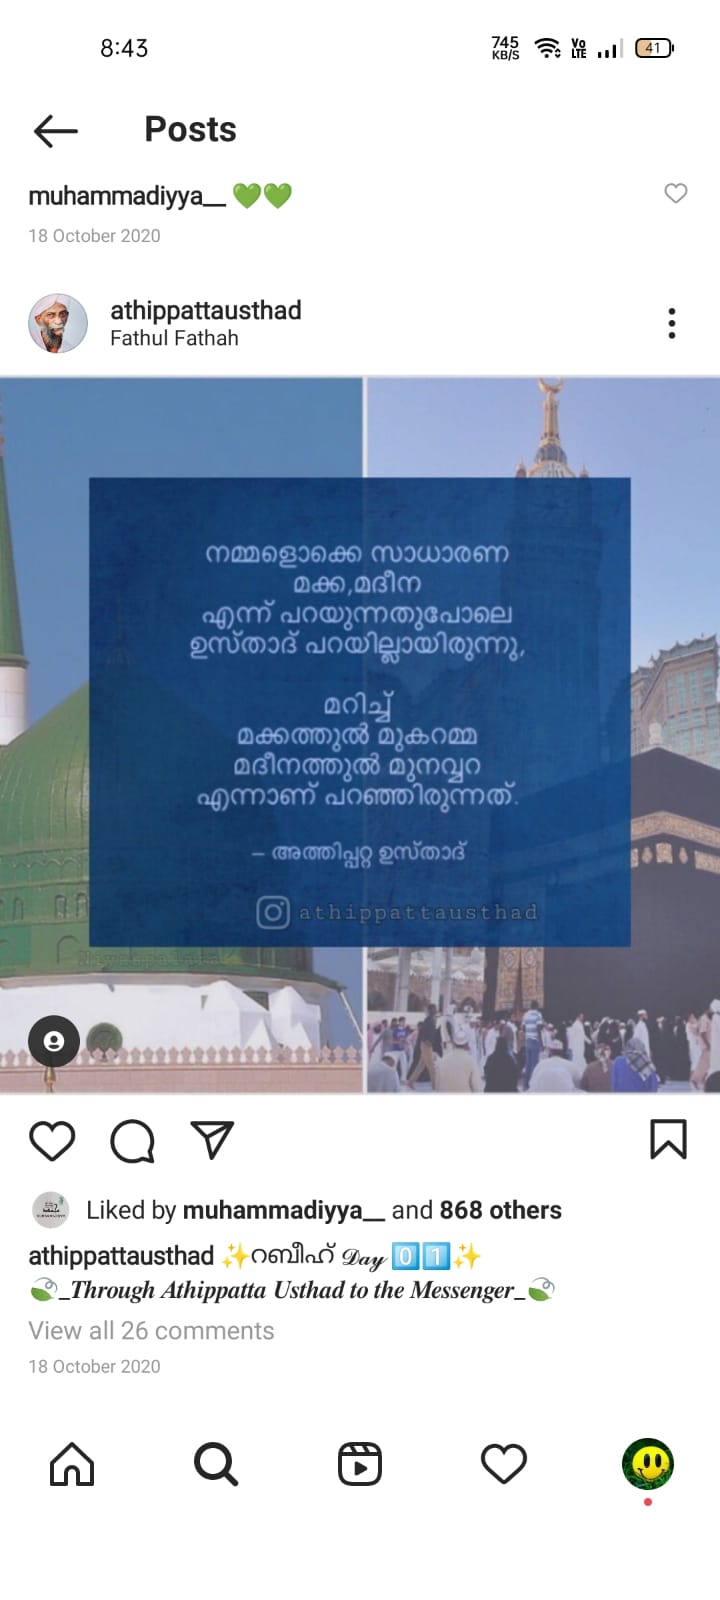 8:43
745
KB/S
Vo
LTE
41
Posts
muhammadiyya__ 💚💚
18 October 2020
athippattausthad
Fathul Fathah
നമ്മളൊക്കെ സാധാരണ
മക്ക,മദീന
എന്ന് പറയുന്നതുപോലെ
ഉസ്താദ് പറയില്ലായിരുന്നു,
മറിച്ച്
മക്കത്തുൽ മുകറമ്മ
മദീനത്തുൽ മുനവ്വറ
എന്നാണ് പറഞ്ഞിരുന്നത്.
– അത്തിപ്പറ്റ ഉസ്താദ്
athippattausthad
Liked by muhammadiyya__ and 868 others
athippattausthad ✨റബീഹ് 𝒟𝒶𝓎 0️⃣1️⃣✨
🍃_Through Athippatta Usthad to the Messenger_🍃
View all 26 comments
18 October 2020